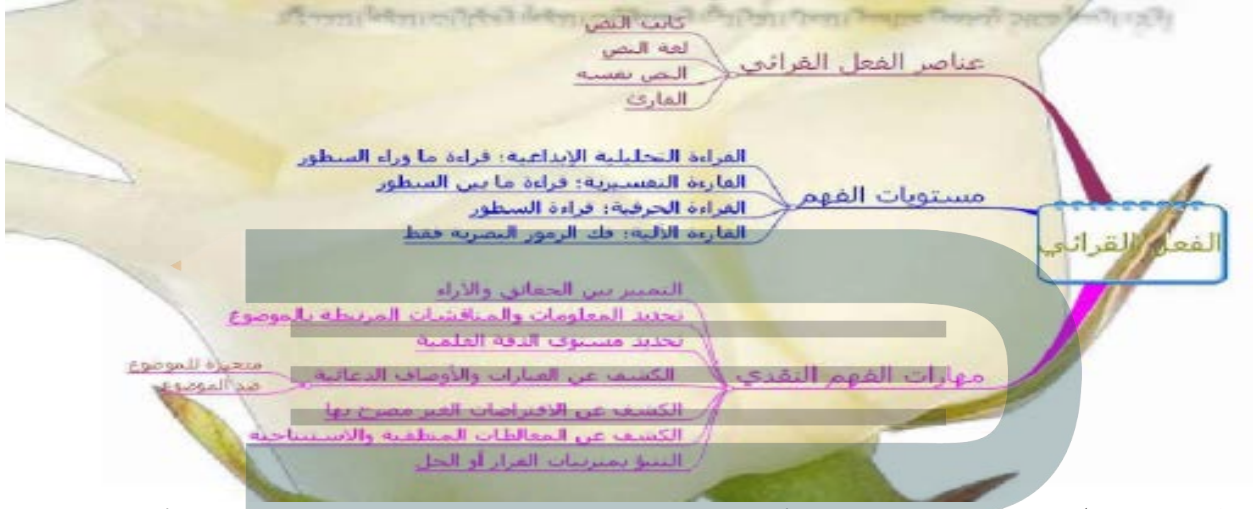 كاتب النص
لغة النص
عناصر الفعل القرائي
النص نفسه
القارئ
القراءة التحليلية الإبداعية: قراءة ما وراء السطور
القارءة التفسيرية: قراءة ما بين السطور
مستويات الفهم
القراءة الحرفية: قراءة السطور
القارءة الآلية: فك الرموز البصرية فقط
الفعل القرائي
التمييز بين الحقائق والآراء
تحديد المعلومات والمناقشات المرتبطة بالموضوع
تحديد مستوى الدقة العلمية
متحيزة للموضوع
مهارات الفهم النقدي
الكشف عن العبارات والأوصاف الدعائية
ضد الموضوع
الكشف عن الافتراضات الغير مصرح بها
الكشف عن المغالطات المنطقية والاستنتاجية
التنبؤ بمترتبات القرار أو الحل